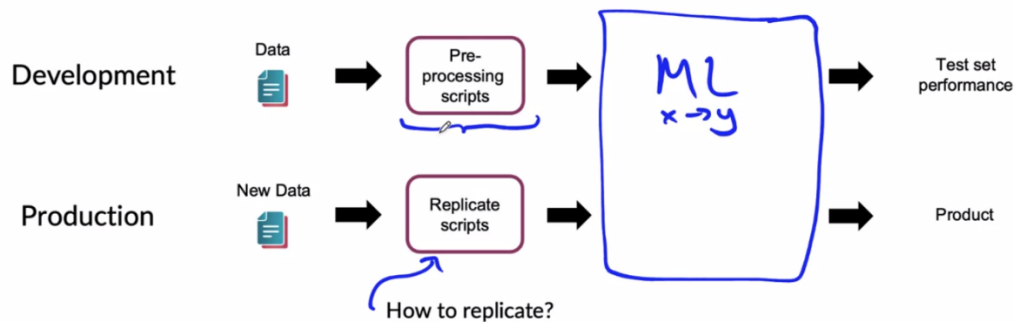 Development
Data
Pre-
processing
scripts
ML
x→y
Test set
performance
Production
New Data
Replicate
scripts
Product
How to replicate?